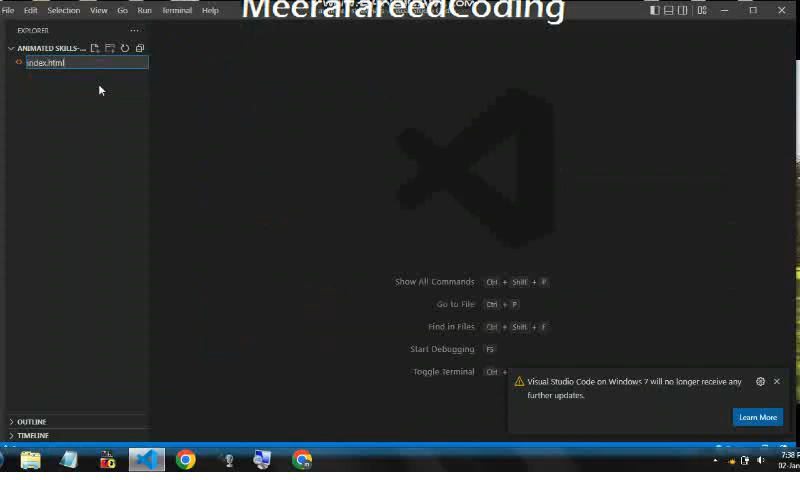 MeerafareedCoding
File Edit Selection View Go Run Terminal Help
EXPLORER
ANIMATED SKILLS-...
index.html
Show All Commands Ctrl + Shift + P
Go to File Ctrl + P
Find in Files Ctrl + Shift + F
Start Debugging F5
Toggle Terminal Ctrl +
Visual Studio Code on Windows 7 will no longer receive any
further updates.
Learn More
OUTLINE
TIMELINE
7:38 P
02-Jan